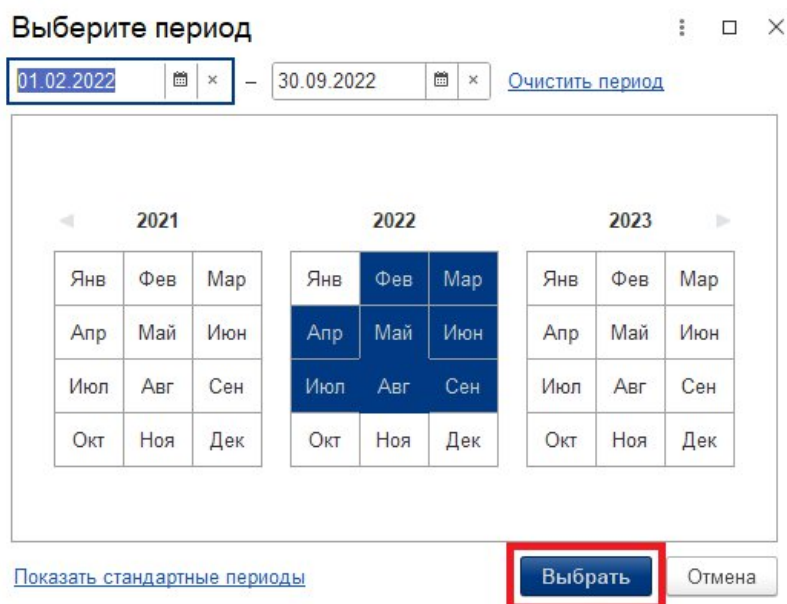 Выберите период
01.02.2022 – 30.09.2022 Очистить период
2021 2022 2023
Янв Фев Мар Янв Фев Мар Янв Фев Мар
Апр Май Июн Апр Май Июн Апр Май Июн
Июл Авг Сен Июл Авг Сен Июл Авг Сен
Окт Ноя Дек Окт Ноя Дек Окт Ноя Дек
Показать стандартные периоды Выбрать Отмена